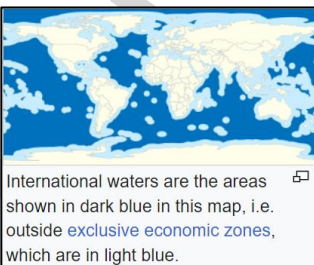 International waters are the areas
shown in dark blue in this map, i.e.
outside exclusive economic zones,
which are in light blue.